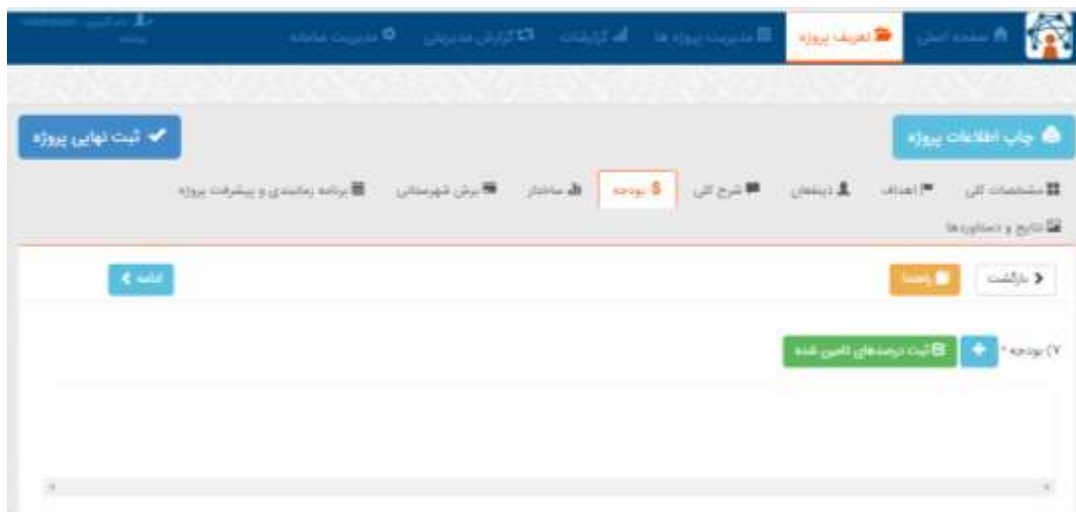 صفحه اصلی تعریف پروژه مدیریت پروژه ها گزارشات گزارش مدیریتی مدیریت سامانه
چاپ اطلاعات پروژه ثبت نهایی پروژه
مشخصات کلی اهداف ذینفعان شرح کلی بودجه ساختار برش شهرستانی برنامه زمانبندی و پیشرفت پروژه
نتایج و دستاوردها
بازگشت راهنما ادامه
۷) بودجه * ثبت درصدهای تامین شده